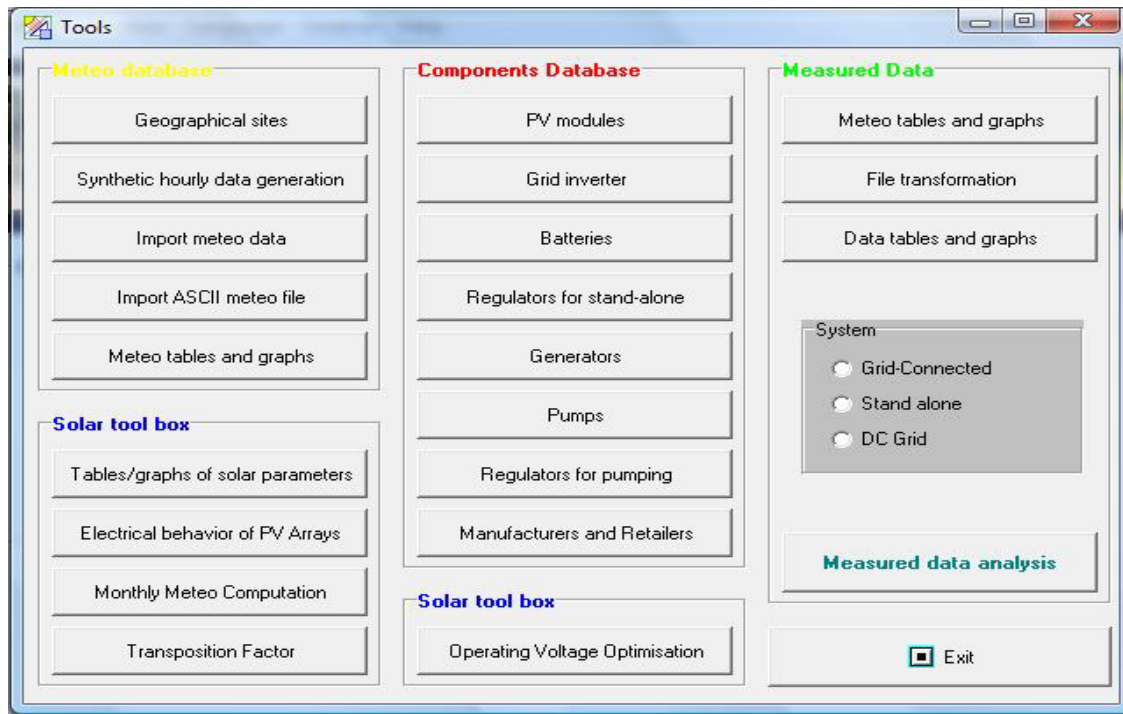 Tools
Meteo database
Geographical sites
Synthetic hourly data generation
Import meteo data
Import ASCII meteo file
Meteo tables and graphs
Solar tool box
Tables/graphs of solar parameters
Electrical behavior of PV Arrays
Monthly Meteo Computation
Transposition Factor
Components Database
PV modules
Grid inverter
Batteries
Regulators for stand-alone
Generators
Pumps
Regulators for pumping
Manufacturers and Retailers
Solar tool box
Operating Voltage Optimisation
Measured Data
Meteo tables and graphs
File transformation
Data tables and graphs
System
Grid-Connected
Stand alone
DC Grid
Measured data analysis
Exit